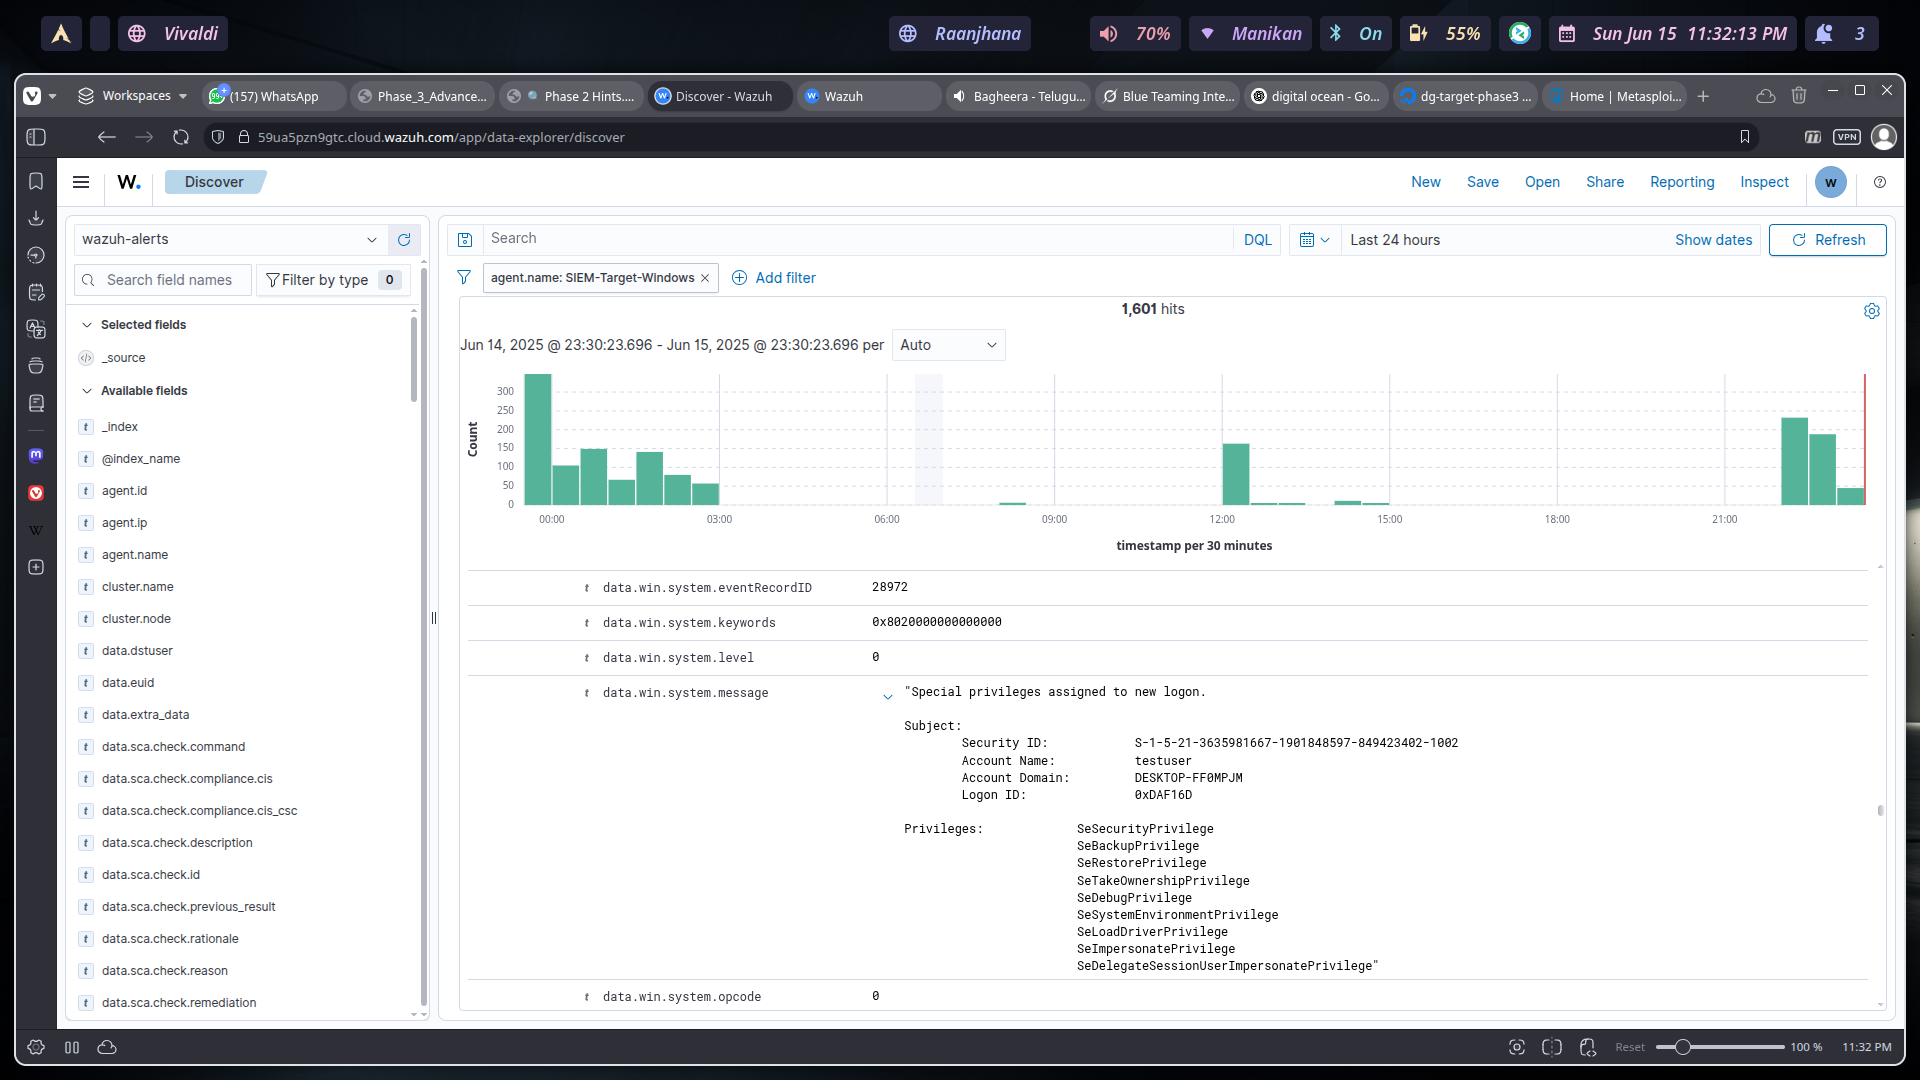 Vivaldi
Raanjhana
70%
Manikan
On
55%
Sun Jun 15 11:32:13 PM
3
Workspaces
(157) WhatsApp
Phase_3_Advance...
Phase 2 Hints....
Discover - Wazuh
Wazuh
Bagheera - Telugu...
Blue Teaming Inte...
digital ocean - Go...
dg-target-phase3 ...
Home | Metasploi...
59ua5pzn9gtc.cloud.wazuh.com/app/data-explorer/discover
VPN
W.
Discover
New
Save
Open
Share
Reporting
Inspect
w
wazuh-alerts
Search
DQL
Last 24 hours
Show dates
Refresh
Search field names
Filter by type 0
agent.name: SIEM-Target-Windows
Add filter
Selected fields
_source
Available fields
t _index
t @index_name
t agent.id
t agent.ip
t agent.name
t cluster.name
t cluster.node
t data.dstuser
t data.euid
t data.extra_data
t data.sca.check.command
t data.sca.check.compliance.cis
t data.sca.check.compliance.cis_csc
t data.sca.check.description
t data.sca.check.id
t data.sca.check.previous_result
t data.sca.check.rationale
t data.sca.check.reason
t data.sca.check.remediation
1,601 hits
Jun 14, 2025 @ 23:30:23.696 - Jun 15, 2025 @ 23:30:23.696 per
Auto
Count
300
250
200
150
100
50
0
00:00
03:00
06:00
09:00
12:00
15:00
18:00
21:00
timestamp per 30 minutes
t data.win.system.eventRecordID 28972
t data.win.system.keywords 0x8020000000000000
t data.win.system.level 0
t data.win.system.message "Special privileges assigned to new logon.
Subject:
Security ID: S-1-5-21-3635981667-1901848597-849423402-1002
Account Name: testuser
Account Domain: DESKTOP-FF0MPJM
Logon ID: 0xDAF16D
Privileges: SeSecurityPrivilege
SeBackupPrivilege
SeRestorePrivilege
SeTakeOwnershipPrivilege
SeDebugPrivilege
SeSystemEnvironmentPrivilege
SeLoadDriverPrivilege
SeImpersonatePrivilege
SeDelegateSessionUserImpersonatePrivilege"
t data.win.system.opcode 0
Reset
100 %
11:32 PM